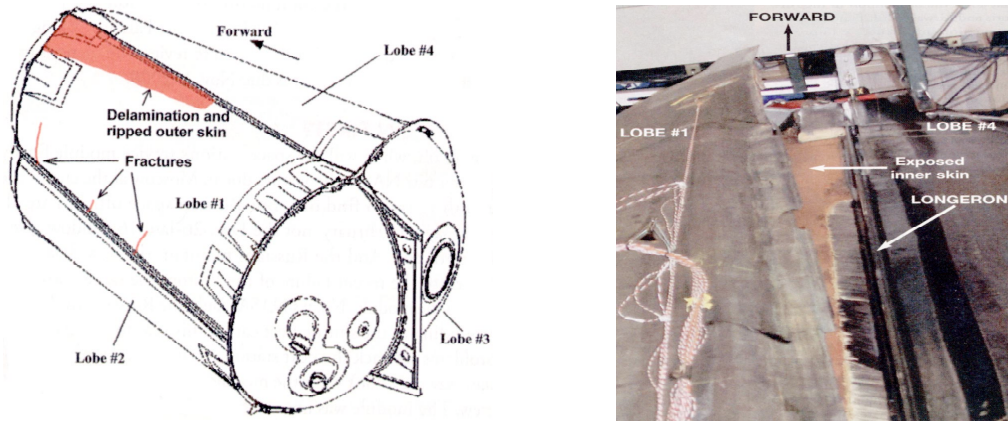 Forward
Lobe #4
Delamination and
ripped outer skin
Fractures
Lobe #1
Lobe #2
Lobe #3
FORWARD
LOBE #1
LOBE #4
Exposed
inner skin
LONGERON